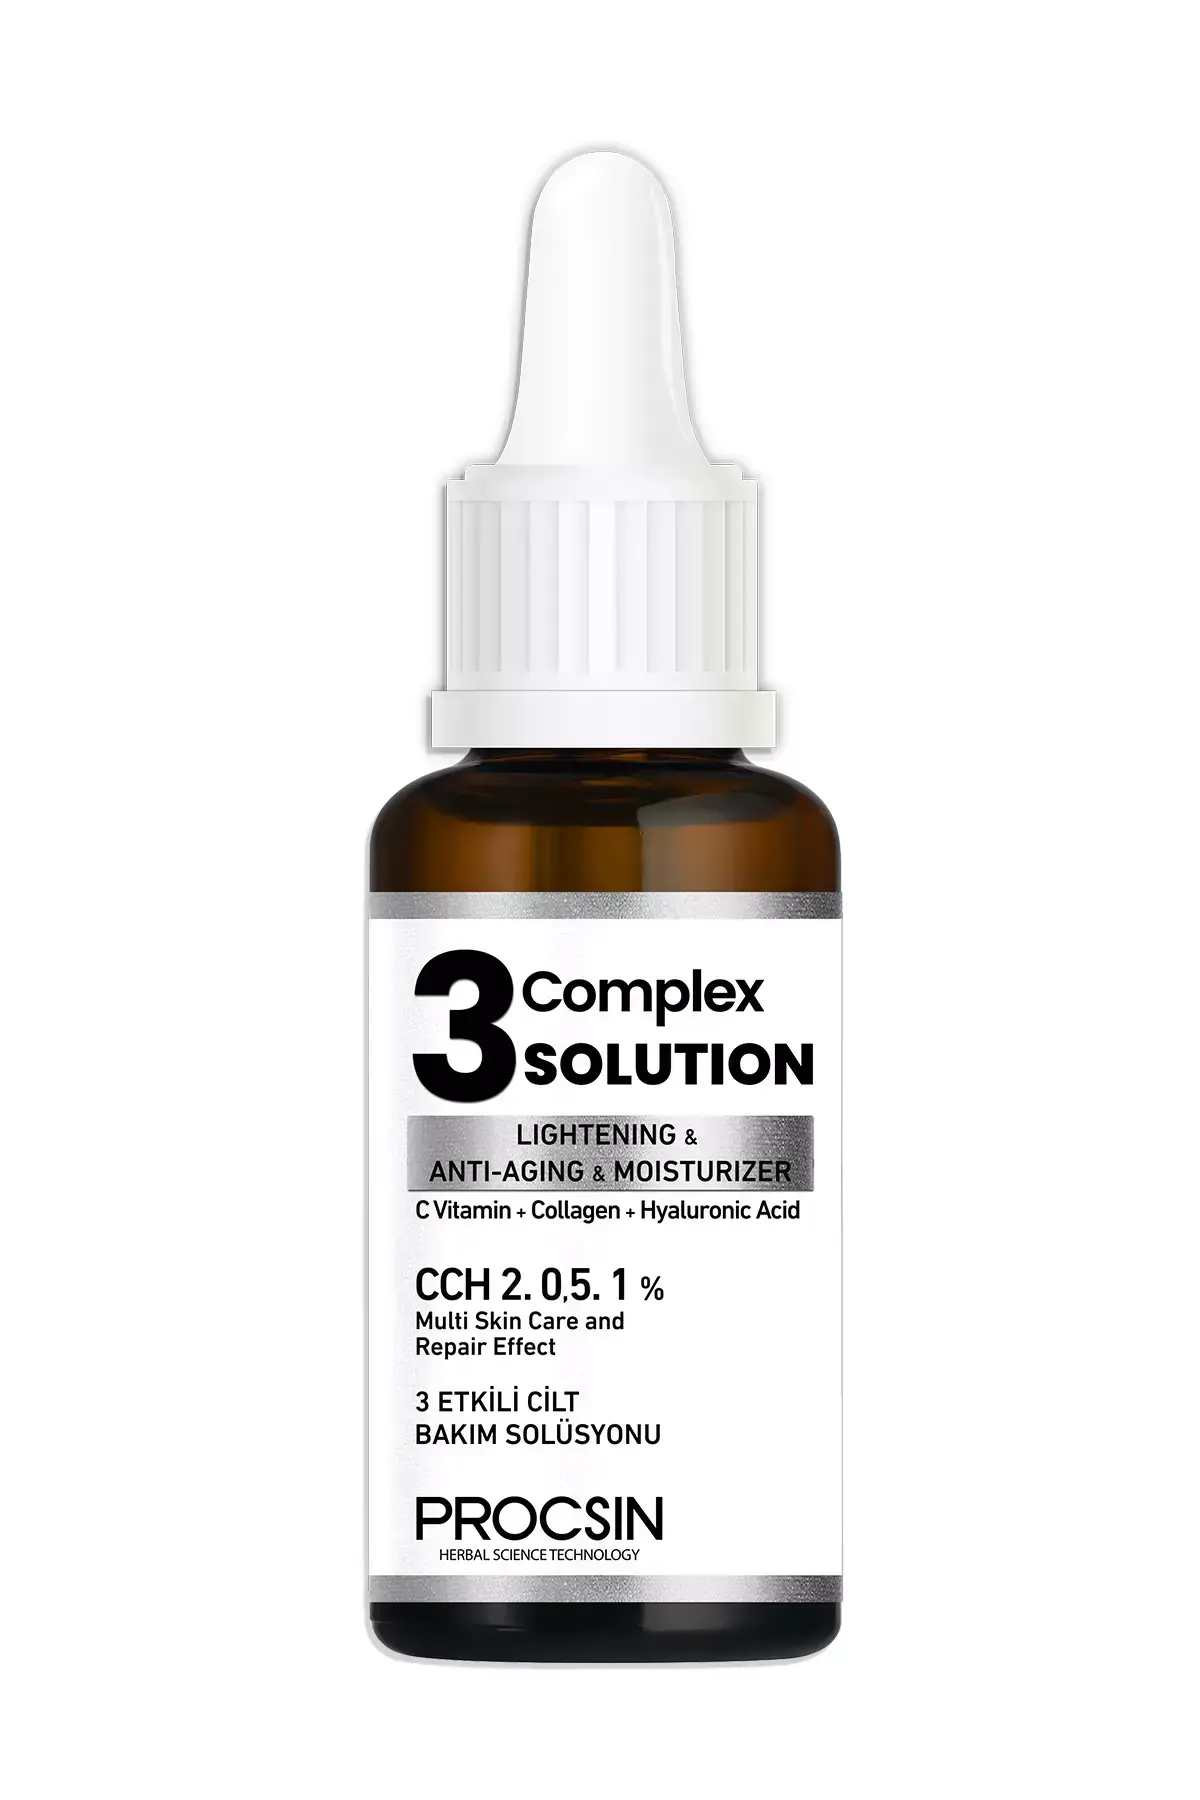 3 Complex
SOLUTION
LIGHTENING &
ANTI-AGING & MOISTURIZER
C Vitamin + Collagen + Hyaluronic Acid
CCH 2. 0,5. 1 %
Multi Skin Care and
Repair Effect
3 ETKİLİ CİLT
BAKIM SOLÜSYONU
PROCSIN
HERBAL SCIENCE TECHNOLOGY